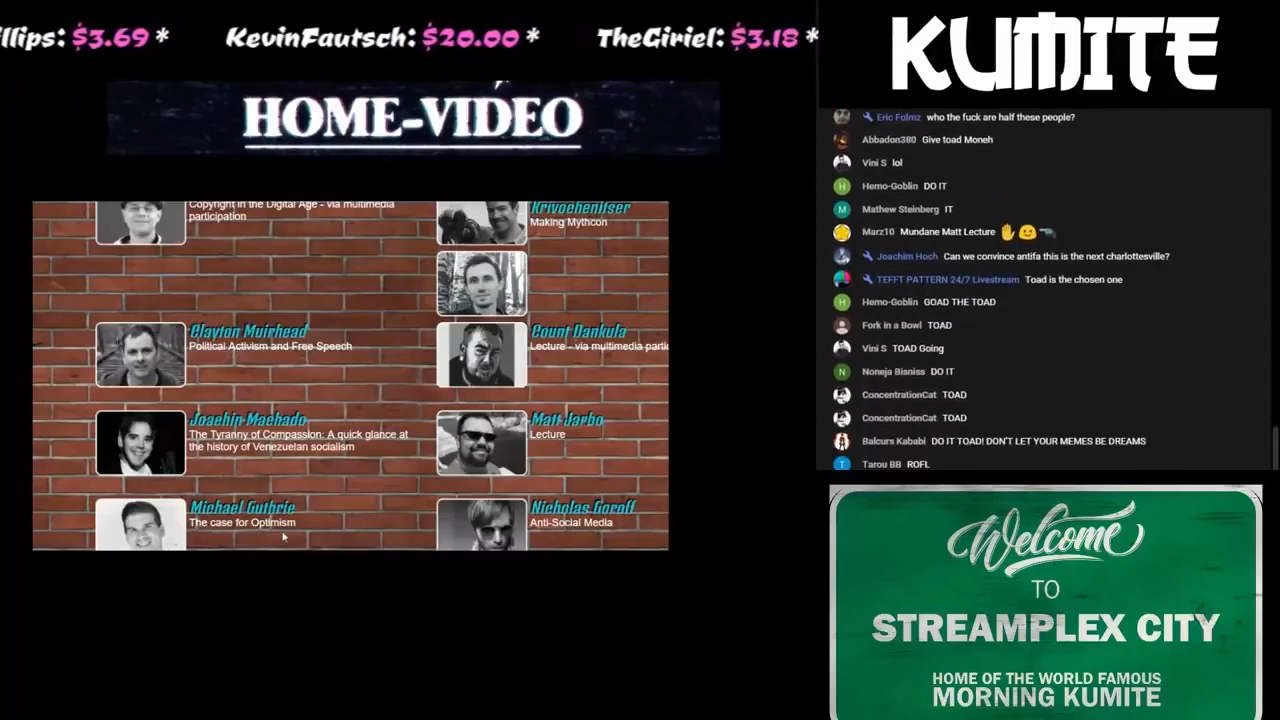 llips: $3.69 * KevinFautsch: $20.00 * TheGiriel: $3.18 *
HOME-VIDEO
Copyright in the Digital Age - via multimedia
participation
Krivochenitser
Making Mythcon
Clayton Muirhead
Political Activism and Free Speech
Count Dankula
Lecture - via multimedia partic
Joachin Machado
The Tyranny of Compassion: A quick glance at
the history of Venezuelan socialism
Matt Jarbo
Lecture
Michael Guthrie
The case for Optimism
Nicholas Goroff
Anti-Social Media
KUMITE
Eric Folmz who the fuck are half these people?
Abbadon380 Give toad Moneh
Vini S lol
H Hemo-Goblin DO IT
M Mathew Steinberg IT
Marz10 Mundane Matt Lecture ✋😃🔫
Joachim Hoch Can we convince antifa this is the next charlottesville?
TEFFT PATTERN 24/7 Livestream Toad is the chosen one
H Hemo-Goblin GOAD THE TOAD
Fork in a Bowl TOAD
Vini S TOAD Going
N Noneja Bisniss DO IT
ConcentrationCat TOAD
ConcentrationCat TOAD
Balcurs Kababi DO IT TOAD! DON'T LET YOUR MEMES BE DREAMS
T Tarou BB ROFL
Welcome
TO
STREAMPLEX CITY
HOME OF THE WORLD FAMOUS
MORNING KUMITE